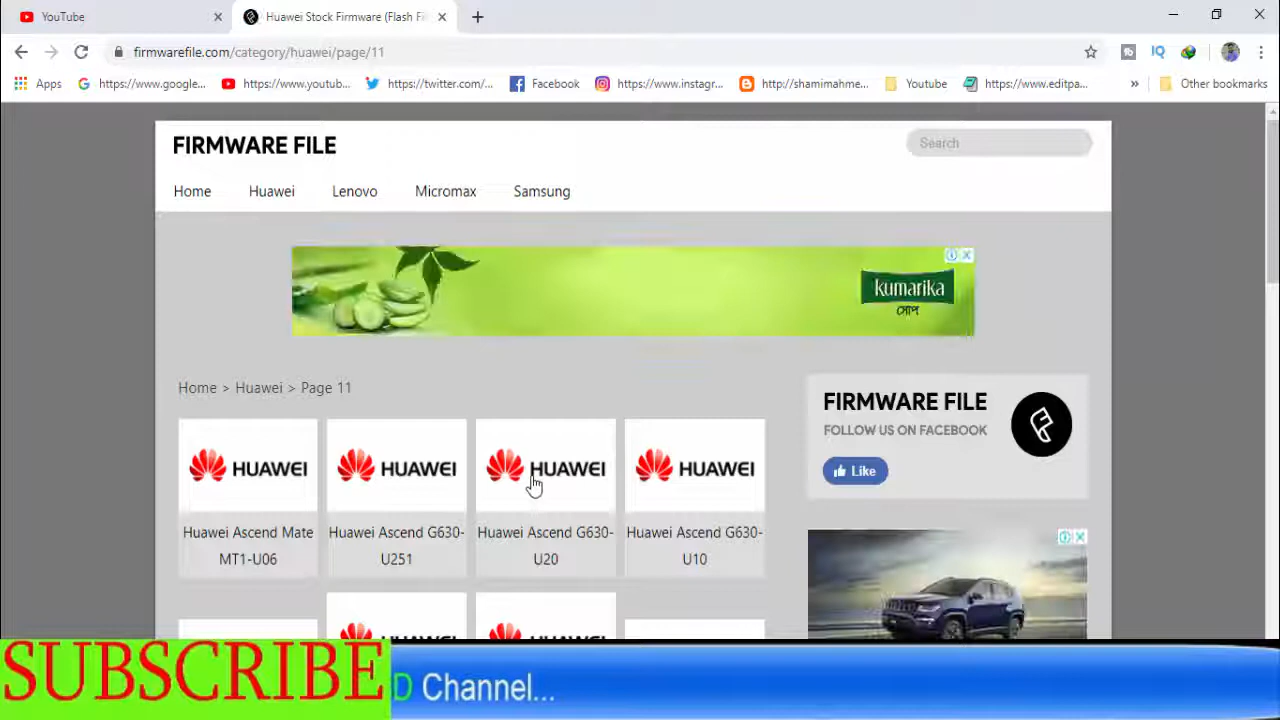 YouTube
Huawei Stock Firmware (Flash Fi
firmwarefile.com/category/huawei/page/11
Apps
https://www.google...
https://www.youtub...
https://twitter.com/...
Facebook
https://www.instagr...
http://shamimahme...
Youtube
https://www.editpa...
»
Other bookmarks
FIRMWARE FILE
Search
Home
Huawei
Lenovo
Micromax
Samsung
kumarika
সোপ
Home > Huawei > Page 11
FIRMWARE FILE
FOLLOW US ON FACEBOOK
Like
HUAWEI
HUAWEI
HUAWEI
HUAWEI
Huawei Ascend Mate
MT1-U06
Huawei Ascend G630-
U251
Huawei Ascend G630-
U20
Huawei Ascend G630-
U10
SUBSCRIBE
D Channel...